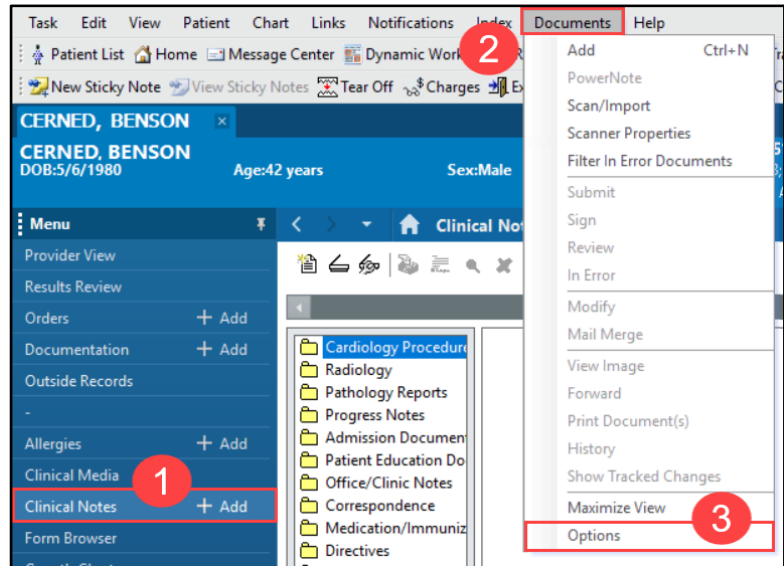 Task Edit View Patient Chart Links Notifications Index Documents Help
2
Patient List Home Message Center Dynamic
New Sticky Note View Sticky Notes Tear Off Charges
Add Ctrl+N
PowerNote
Scan/Import
Scanner Properties
Filter In Error Documents
Submit
Sign
Review
In Error
Modify
Mail Merge
View Image
Forward
Print Document(s)
History
Show Tracked Changes
Maximize View
3
Options
CERNED, BENSON ×
CERNED, BENSON
DOB:5/6/1980 Age:42 years Sex:Male
Menu
Clinical
Provider View
Results Review
Orders + Add
Documentation + Add
Outside Records
-
Allergies + Add
Clinical Media
1
Clinical Notes + Add
Form Browser
Cardiology Procedure
Radiology
Pathology Reports
Progress Notes
Admission Documen
Patient Education Do
Office/Clinic Notes
Correspondence
Medication/Immuniz
Directives